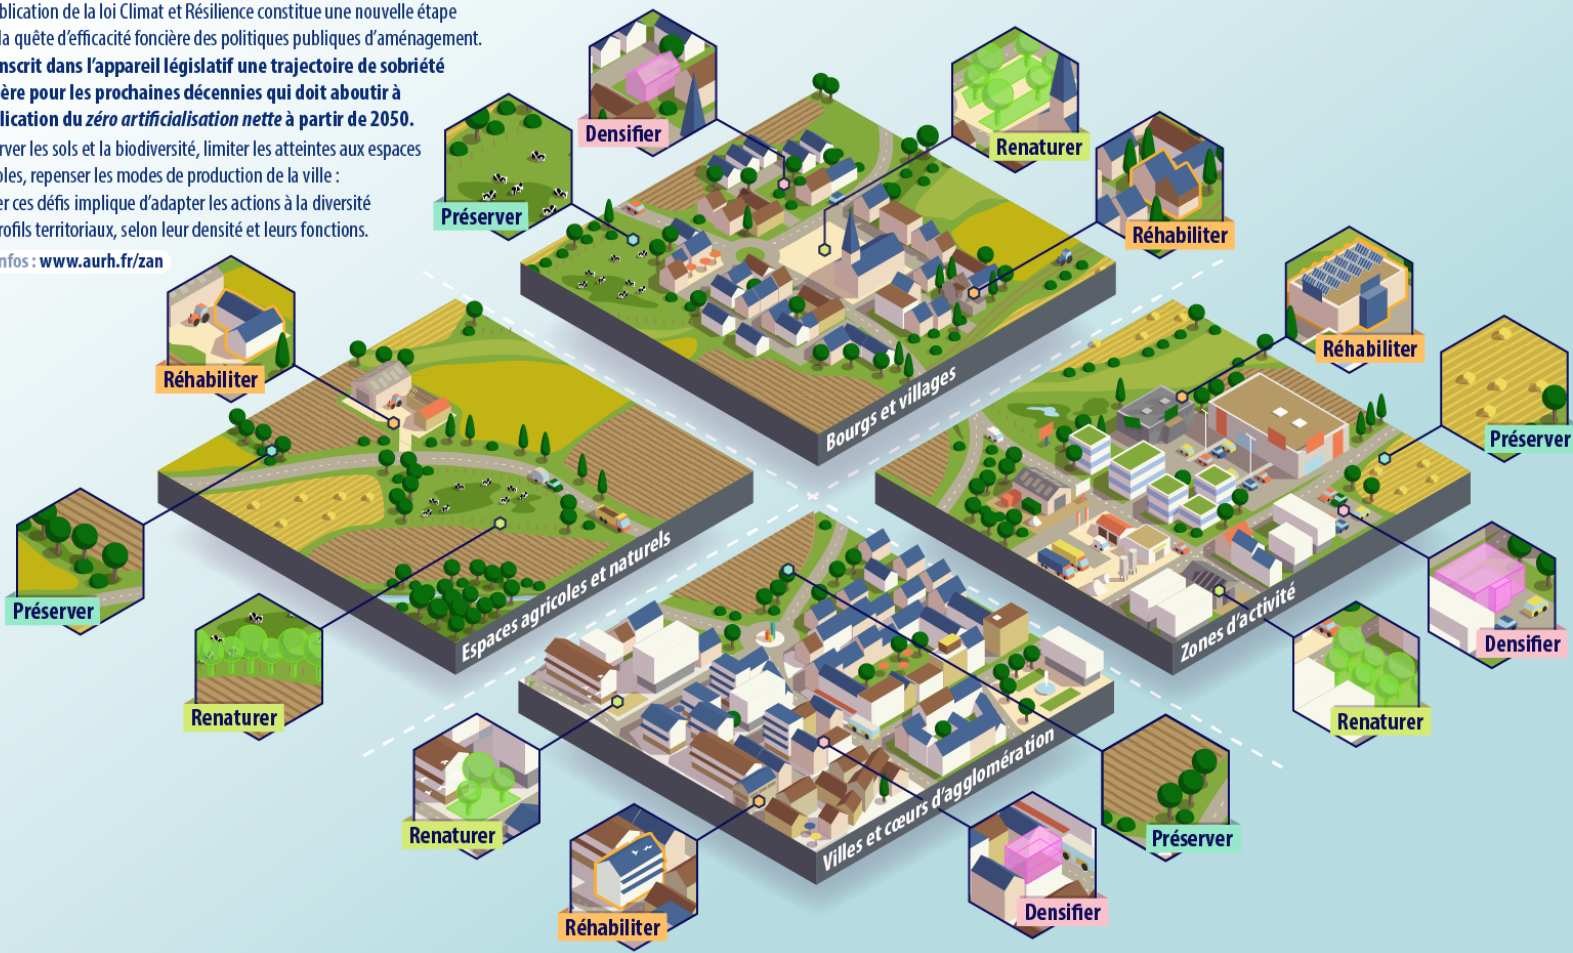 blication de la loi Climat et Résilience constitue une nouvelle étape
la quête d'efficacité foncière des politiques publiques d'aménagement.
nscrit dans l'appareil législatif une trajectoire de sobriété
ière pour les prochaines décennies qui doit aboutir à
lication du zéro artificialisation nette à partir de 2050.
rver les sols et la biodiversité, limiter les atteintes aux espaces
oles, repenser les modes de production de la ville :
er ces défis implique d'adapter les actions à la diversité
rofils territoriaux, selon leur densité et leurs fonctions.
nfos : www.aurh.fr/zan
Densifier
Renaturer
Préserver
Réhabiliter
Bourgs et villages
Réhabiliter
Réhabiliter
Préserver
Préserver
Renaturer
Espaces agricoles et naturels
Zones d'activité
Densifier
Renaturer
Renaturer
Réhabiliter
Villes et cœurs d'agglomération
Préserver
Densifier